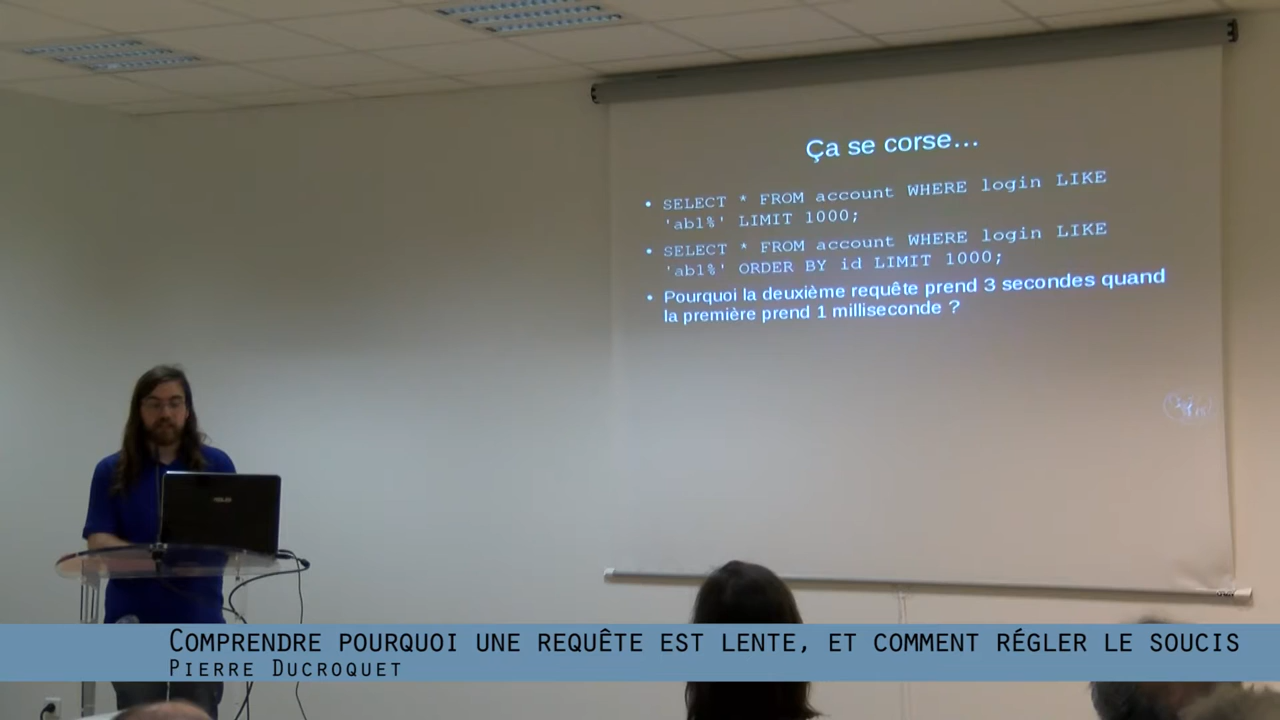 Ça se corse...
• SELECT * FROM account WHERE login LIKE
'ab1%' LIMIT 1000;
• SELECT * FROM account WHERE login LIKE
'ab1%' ORDER BY id LIMIT 1000;
• Pourquoi la deuxième requête prend 3 secondes quand
la première prend 1 milliseconde ?
ASUS
COMPRENDRE POURQUOI UNE REQUÊTE EST LENTE, ET COMMENT RÉGLER LE SOUCIS
PIERRE DUCROQUET